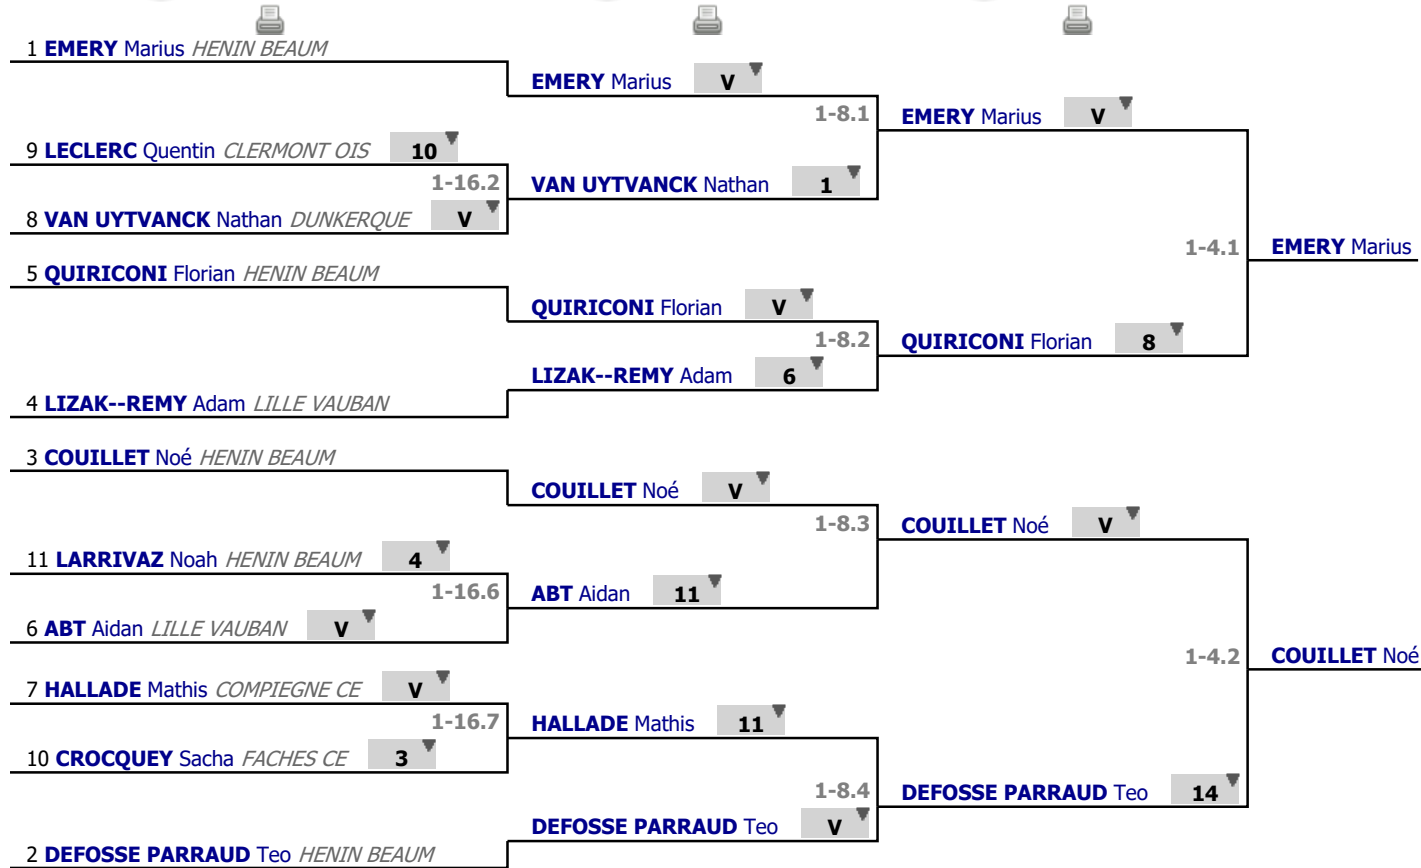 1 EMERY Marius HENIN BEAUM
9 LECLERC Quentin CLERMONT OIS 10
1-16.2
8 VAN UYTVANCK Nathan DUNKERQUE V
5 QUIRICONI Florian HENIN BEAUM
4 LIZAK--REMY Adam LILLE VAUBAN
3 COUILLET Noé HENIN BEAUM
11 LARRIVAZ Noah HENIN BEAUM 4
1-16.6
6 ABT Aidan LILLE VAUBAN V
7 HALLADE Mathis COMPIEGNE CE V
1-16.7
10 CROCQUEY Sacha FACHES CE 3
2 DEFOSSE PARRAUD Teo HENIN BEAUM
EMERY Marius V
1-8.1
VAN UYTVANCK Nathan 1
QUIRICONI Florian V
1-8.2
LIZAK--REMY Adam 6
COUILLET Noé V
1-8.3
ABT Aidan 11
HALLADE Mathis 11
1-8.4
DEFOSSE PARRAUD Teo V
EMERY Marius V
1-4.1
QUIRICONI Florian 8
COUILLET Noé V
1-4.2
DEFOSSE PARRAUD Teo 14
EMERY Marius
COUILLET Noé